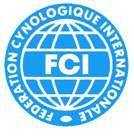 FEDERATION CYNOLOGIQUE INTERNATIONALE
FCI